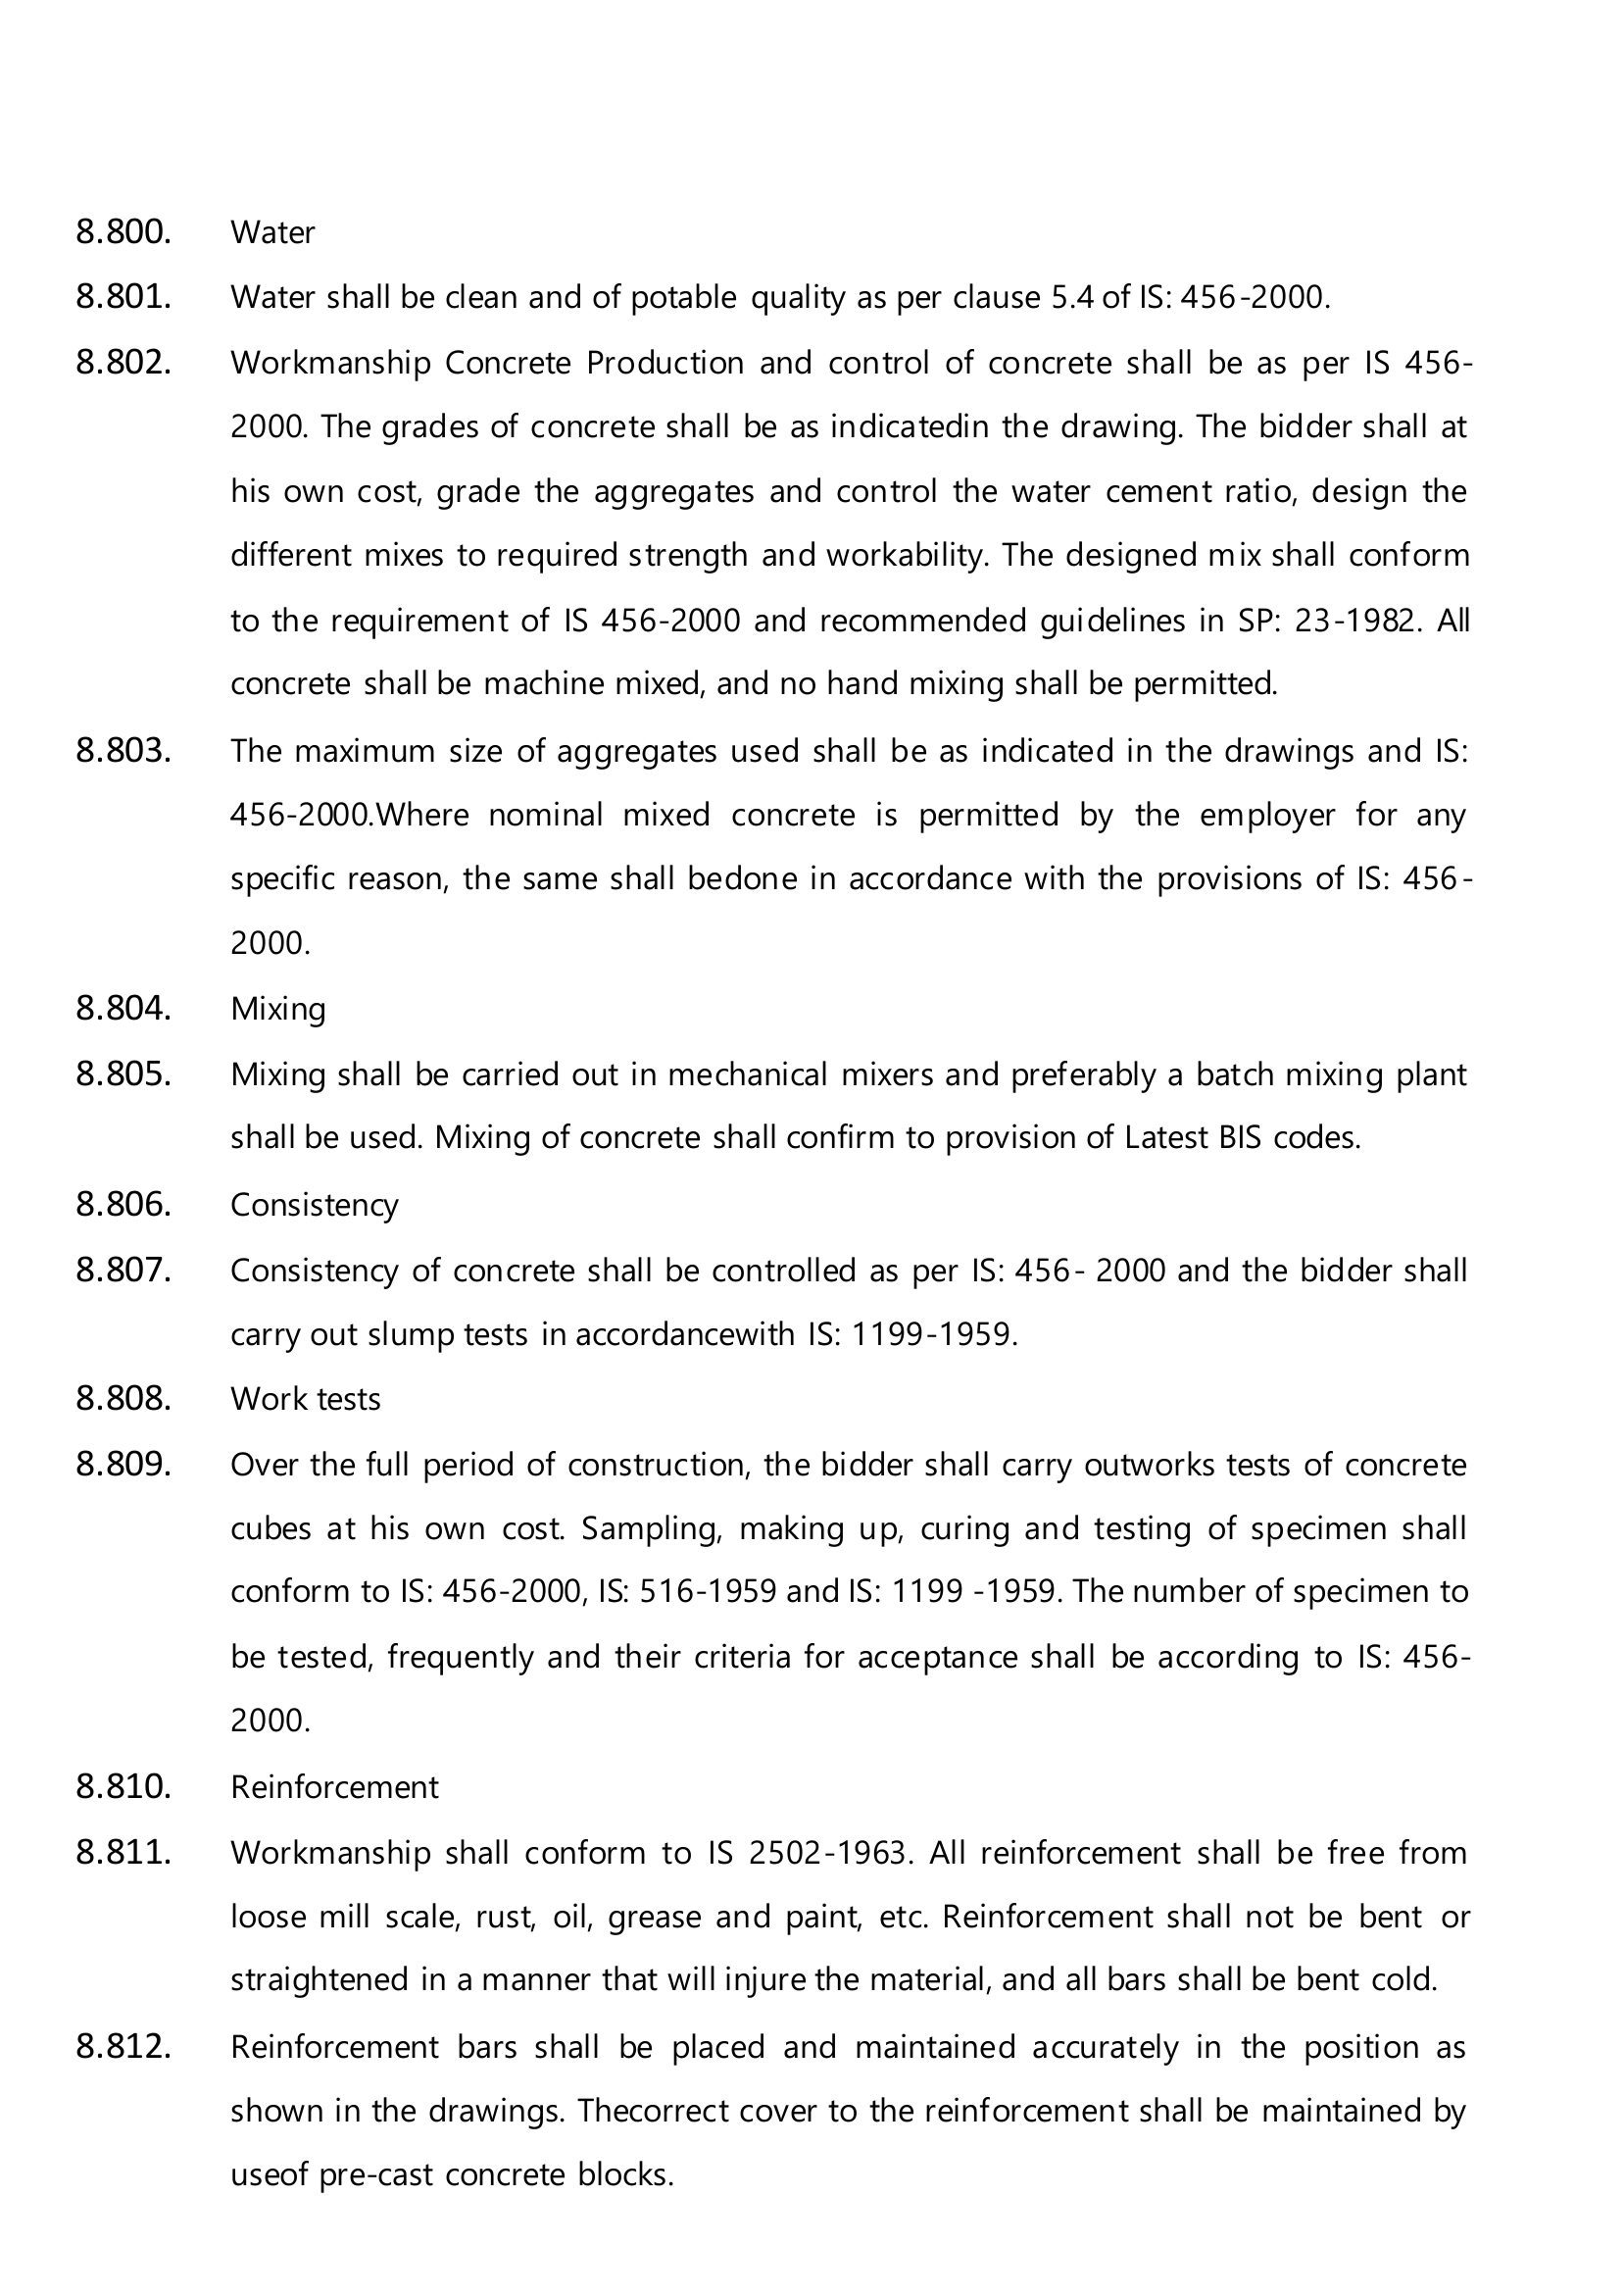 8.800. Water
8.801. Water shall be clean and of potable quality as per clause 5.4 of IS: 456-2000.
8.802. Workmanship Concrete Production and control of concrete shall be as per IS 456-
2000. The grades of concrete shall be as indicatedin the drawing. The bidder shall at
his own cost, grade the aggregates and control the water cement ratio, design the
different mixes to required strength and workability. The designed mix shall conform
to the requirement of IS 456-2000 and recommended guidelines in SP: 23-1982. All
concrete shall be machine mixed, and no hand mixing shall be permitted.
8.803. The maximum size of aggregates used shall be as indicated in the drawings and IS:
456-2000.Where nominal mixed concrete is permitted by the employer for any
specific reason, the same shall bedone in accordance with the provisions of IS: 456-
2000.
8.804. Mixing
8.805. Mixing shall be carried out in mechanical mixers and preferably a batch mixing plant
shall be used. Mixing of concrete shall confirm to provision of Latest BIS codes.
8.806. Consistency
8.807. Consistency of concrete shall be controlled as per IS: 456- 2000 and the bidder shall
carry out slump tests in accordancewith IS: 1199-1959.
8.808. Work tests
8.809. Over the full period of construction, the bidder shall carry outworks tests of concrete
cubes at his own cost. Sampling, making up, curing and testing of specimen shall
conform to IS: 456-2000, IS: 516-1959 and IS: 1199 -1959. The number of specimen to
be tested, frequently and their criteria for acceptance shall be according to IS: 456-
2000.
8.810. Reinforcement
8.811. Workmanship shall conform to IS 2502-1963. All reinforcement shall be free from
loose mill scale, rust, oil, grease and paint, etc. Reinforcement shall not be bent or
straightened in a manner that will injure the material, and all bars shall be bent cold.
8.812. Reinforcement bars shall be placed and maintained accurately in the position as
shown in the drawings. Thecorrect cover to the reinforcement shall be maintained by
useof pre-cast concrete blocks.